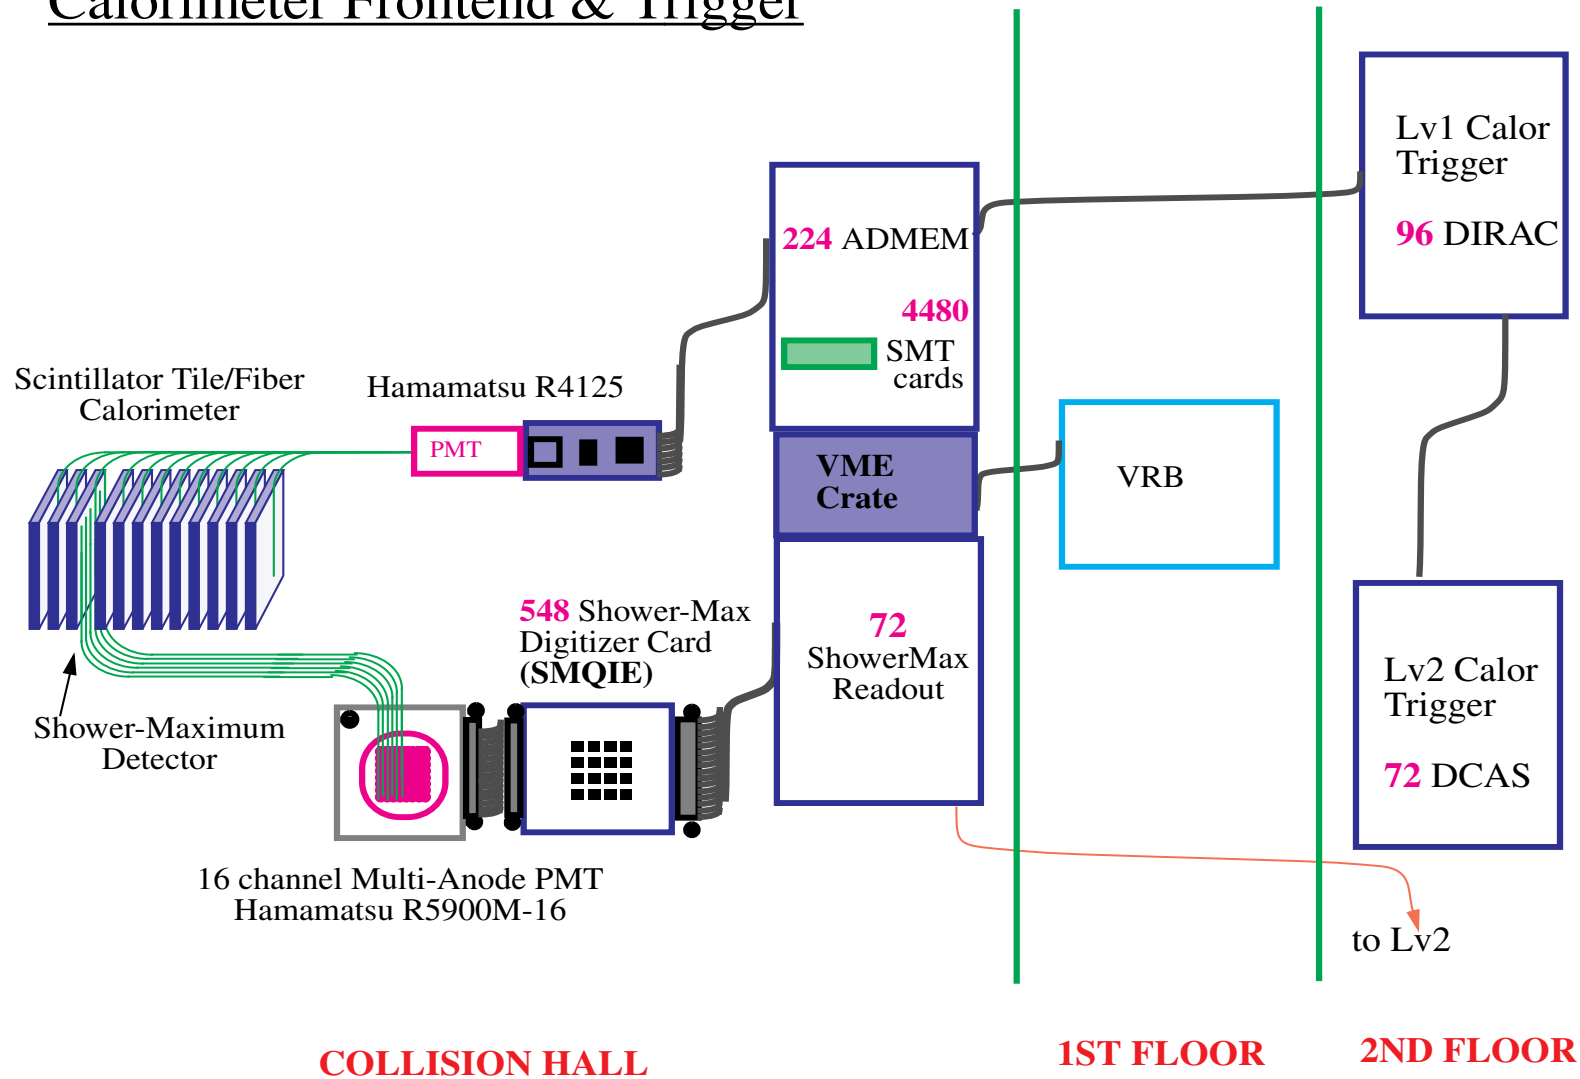 Calorimeter Frontend & Trigger
Lv1 Calor
Trigger
96 DIRAC
224 ADMEM
4480
SMT
cards
Scintillator Tile/Fiber
Calorimeter
Hamamatsu R4125
PMT
VME
Crate
VRB
548 Shower-Max
Digitizer Card
(SMQIE)
72
ShowerMax
Readout
Lv2 Calor
Trigger
72 DCAS
Shower-Maximum
Detector
16 channel Multi-Anode PMT
Hamamatsu R5900M-16
to Lv2
COLLISION HALL
1ST FLOOR
2ND FLOOR